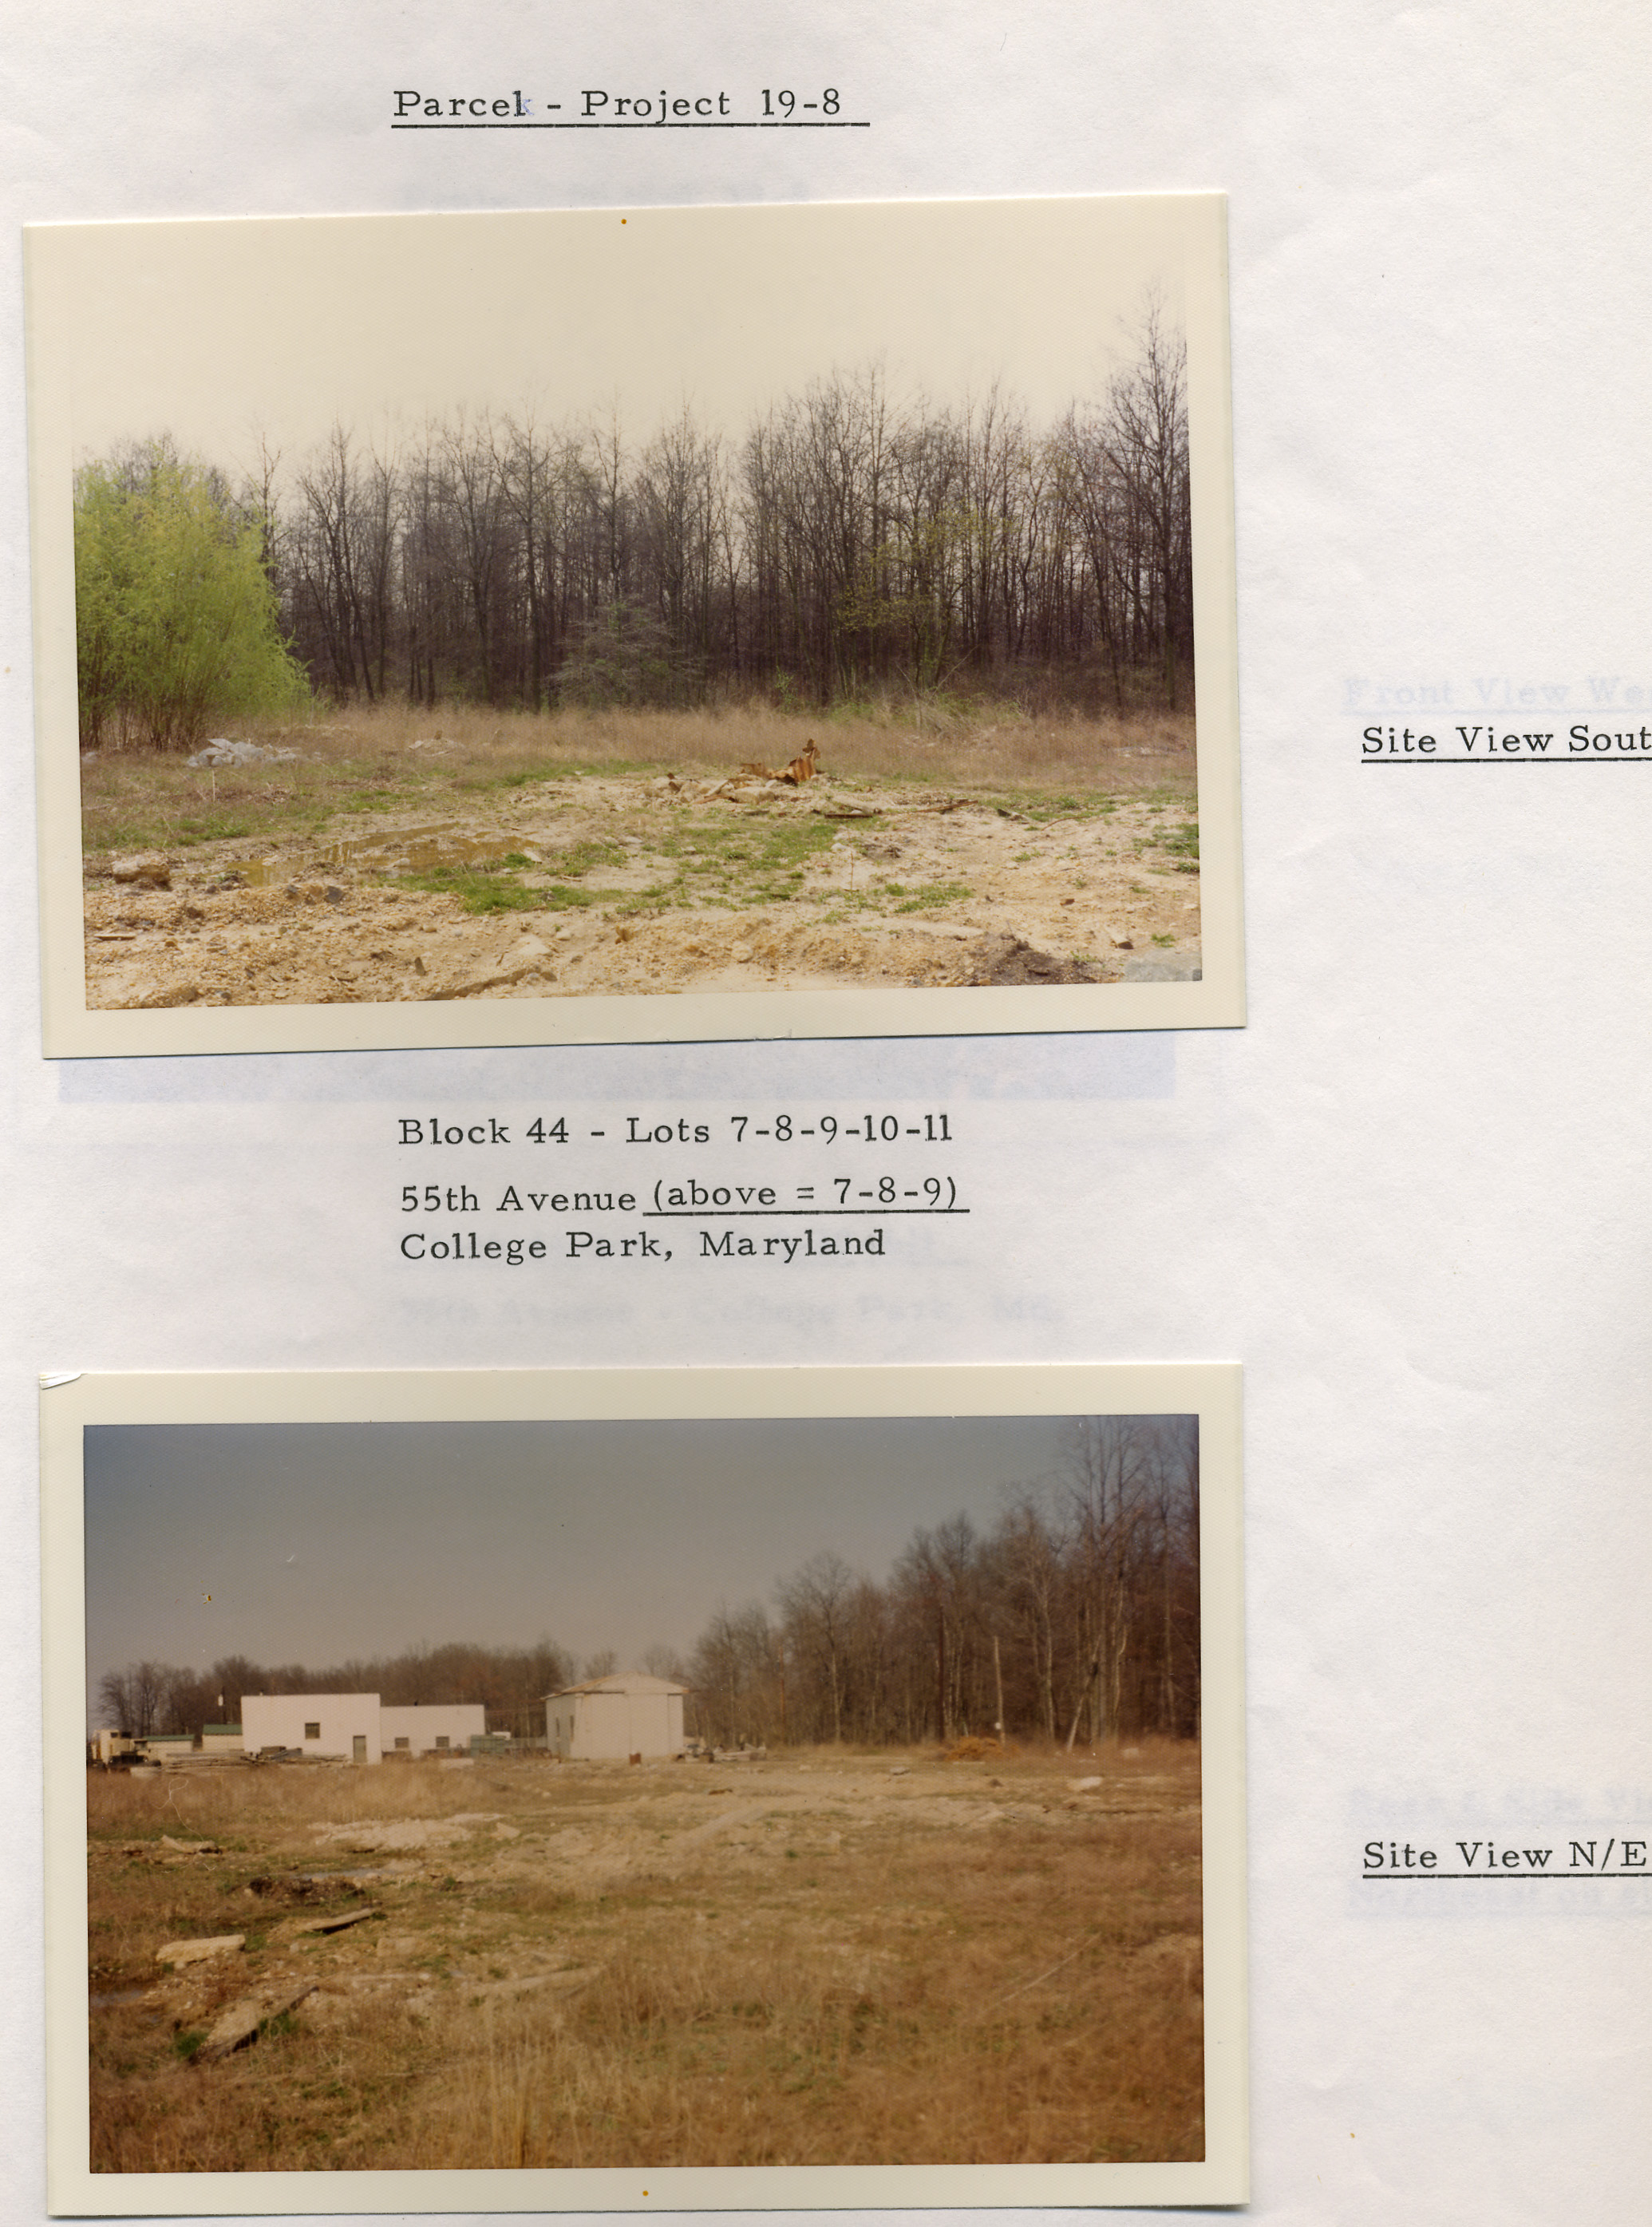 Parcel - Project 19-8
Site View Sout
Block 44 - Lots 7-8-9-10-11
55th Avenue (above = 7-8-9)
College Park, Maryland
Site View N/E